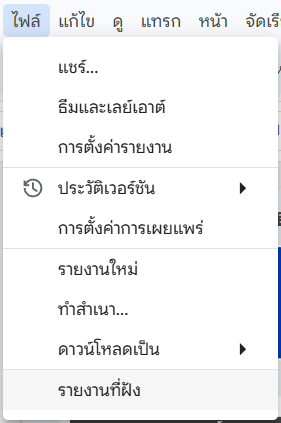 ไฟล์ แก้ไข ดู แทรก หน้า
แชร์...
ธีมและเลย์เอาต์
การตั้งค่ารายงาน
ประวัติเวอร์ชัน
การตั้งค่าการเผยแพร่
รายงานใหม่
ทำสำเนา...
ดาวน์โหลดเป็น
รายงานที่ฝัง